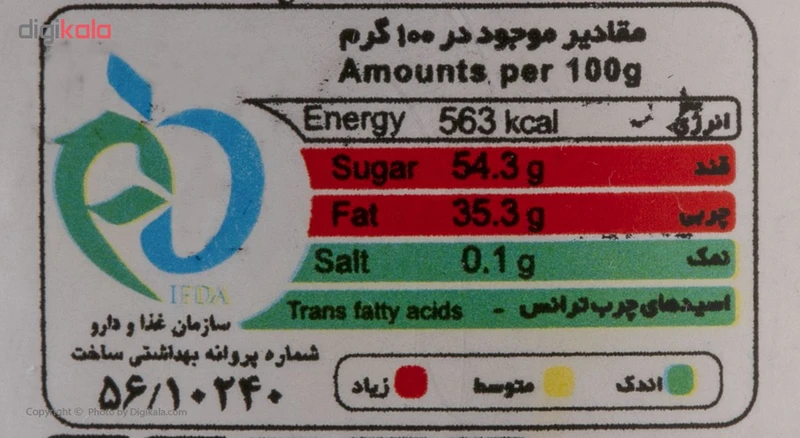 digikala
مقادیر موجود در ۱۰۰ گرم
Amounts per 100g
Energy 563 kcal انرژی
Sugar 54.3 g قند
Fat 35.3 g چربی
Salt 0.1 g نمک
Trans fatty acids - اسیدهای چرب ترانس
IFDA
سازمان غذا و دارو
شماره پروانه بهداشتی ساخت
۵۶/۱۰۲۴۰
زیاد متوسط اندک
Copyright © Photo by Digikala.com